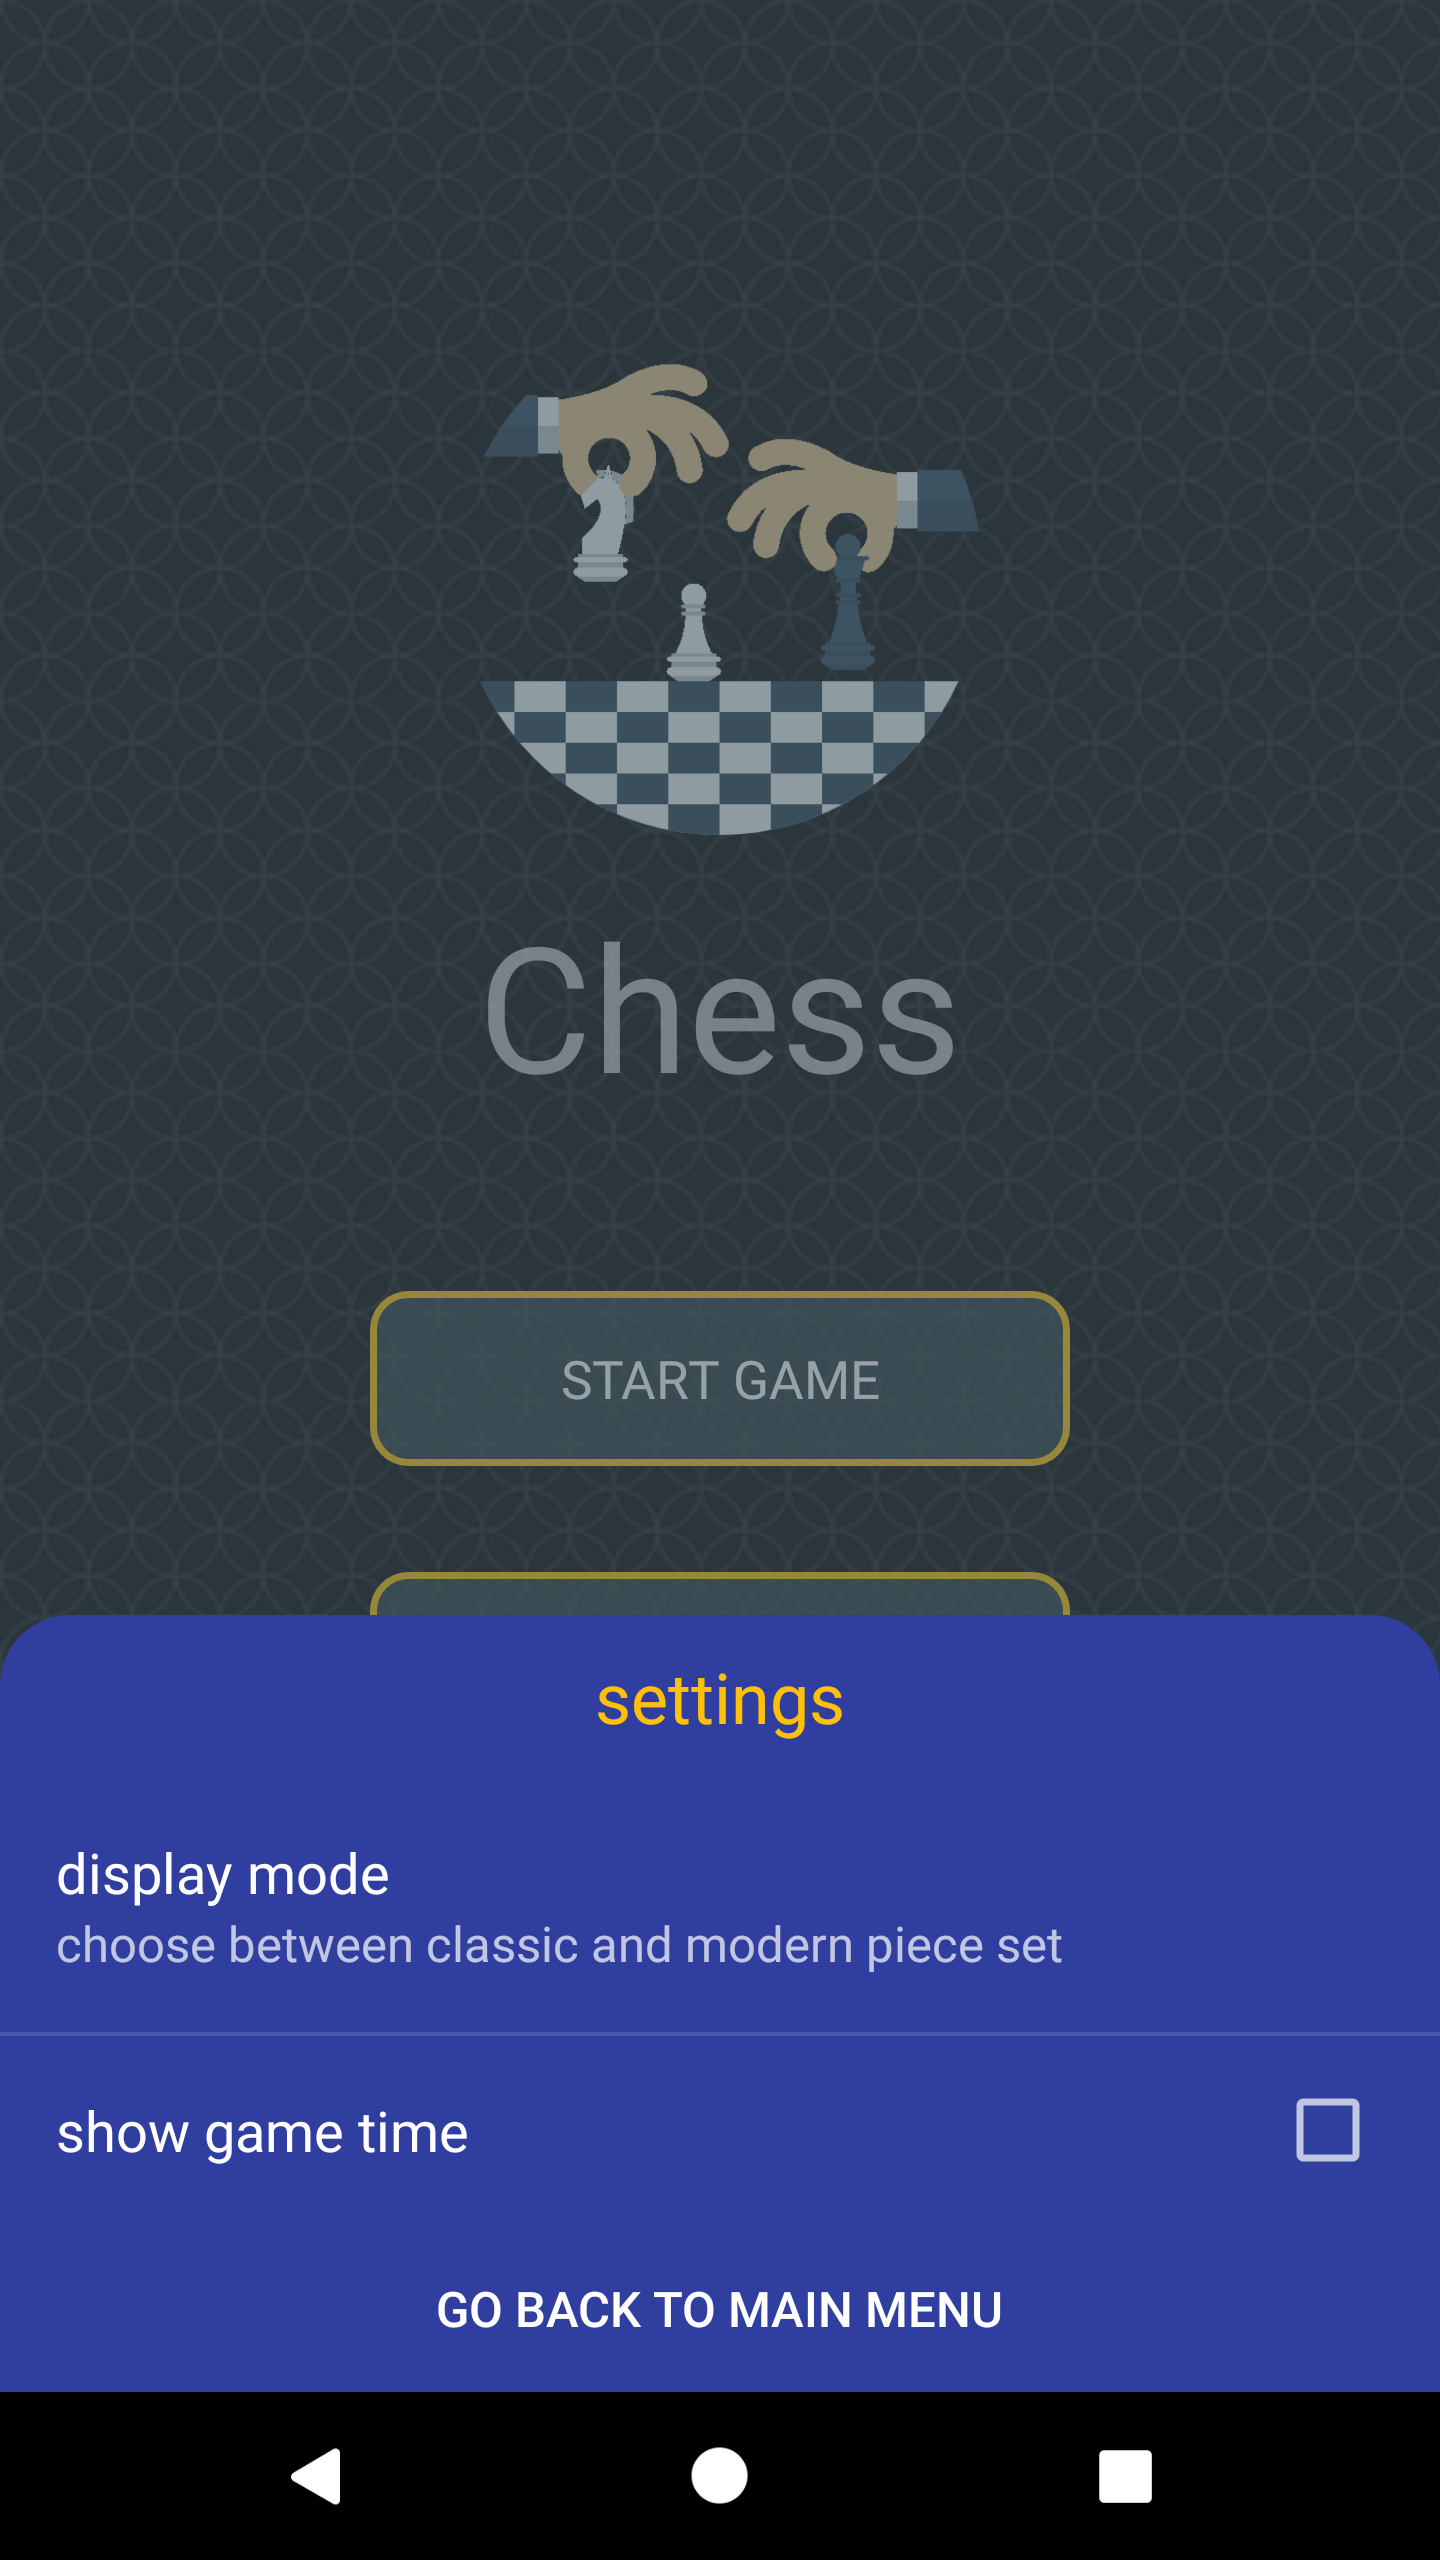 Chess
START GAME
settings
display mode
choose between classic and modern piece set
show game time
GO BACK TO MAIN MENU